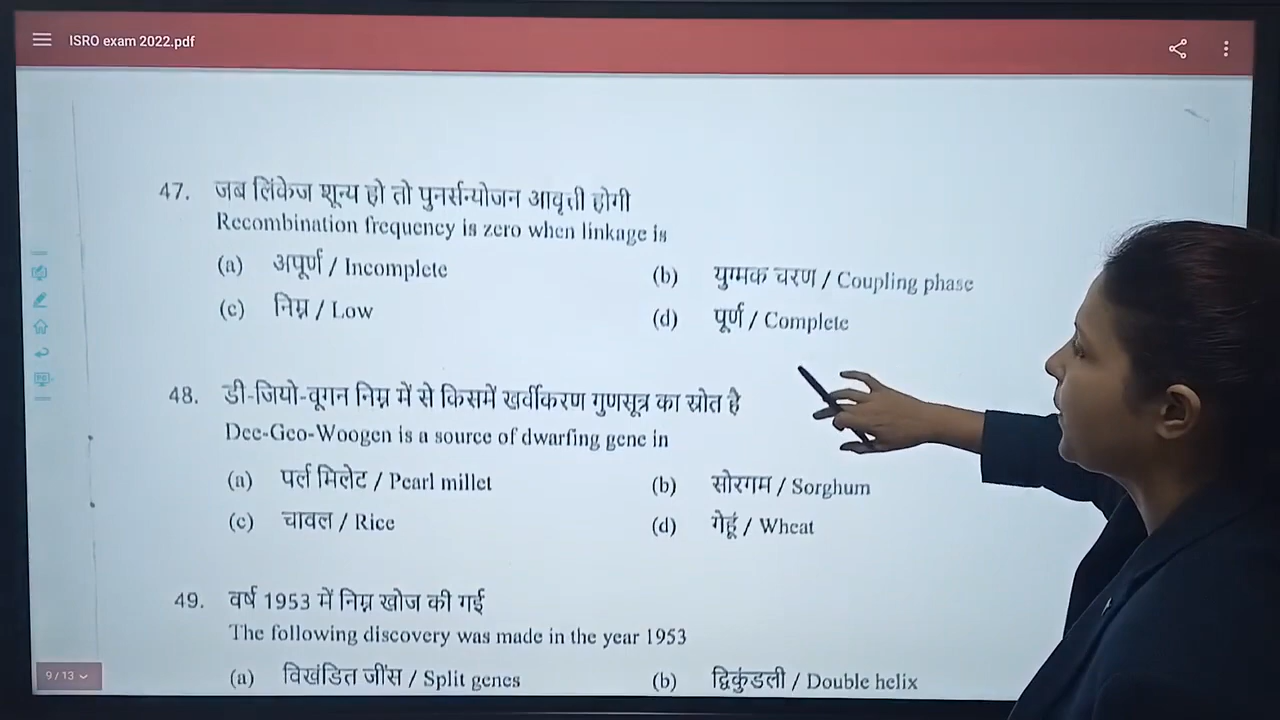 ISRO exam 2022.pdf
47. जब लिंकेज शून्य हो तो पुनर्सन्योजन आवृत्ती होगी
Recombination frequency is zero when linkage is
(a) अपूर्ण / Incomplete (b) युग्मक चरण / Coupling phase
(c) निम्न / Low (d) पूर्ण / Complete
48. डी-जियो-वूगन निम्न में से किसमें खर्वीकरण गुणसूत्र का स्रोत है
Dee-Geo-Woogen is a source of dwarfing gene in
(a) पर्ल मिलेट / Pearl millet (b) सोरगम / Sorghum
(c) चावल / Rice (d) गेहूं / Wheat
49. वर्ष 1953 में निम्न खोज की गई
The following discovery was made in the year 1953
(a) विखंडित जींस / Split genes (b) द्विकुंडली / Double helix
9 / 13